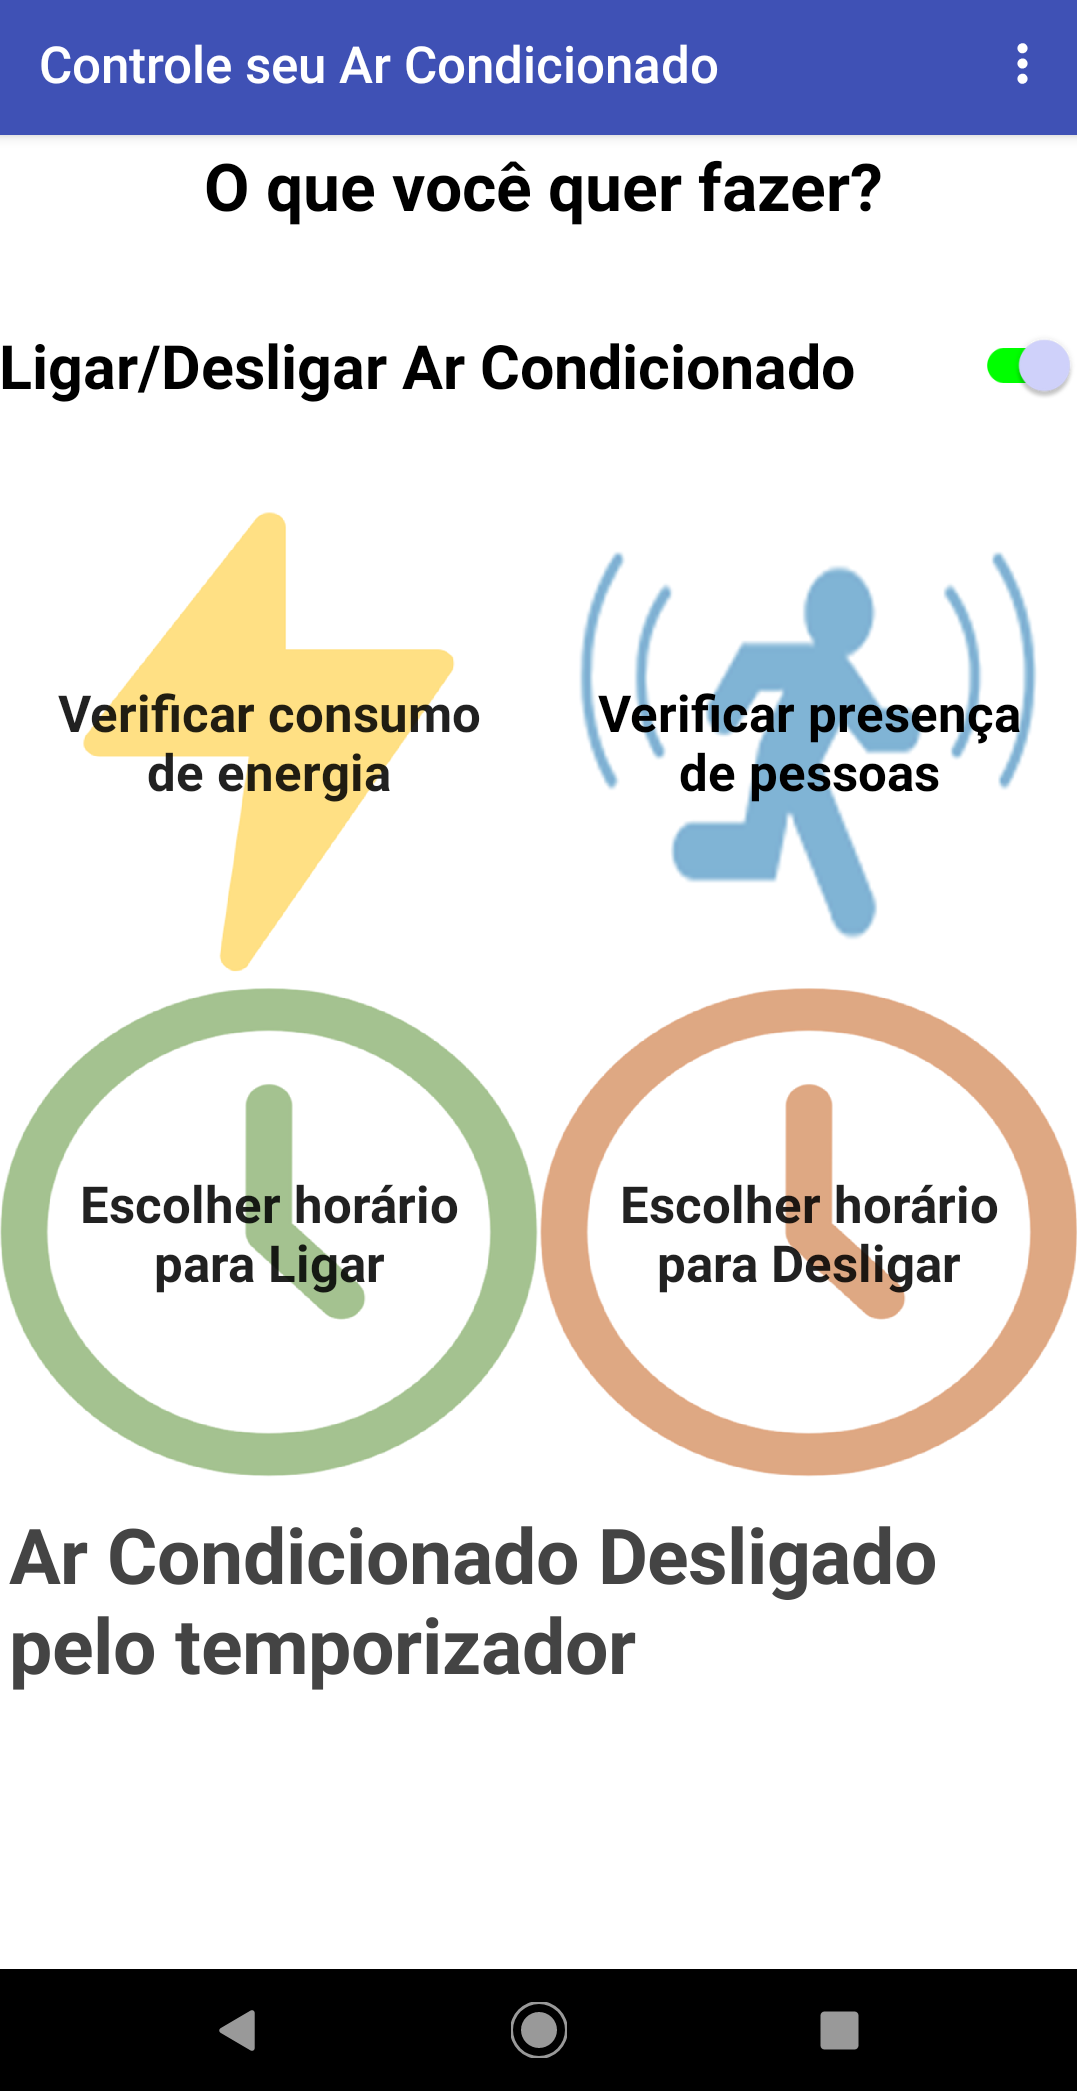 Controle seu Ar Condicionado
O que você quer fazer?
Ligar/Desligar Ar Condicionado
Verificar consumo
de energia
Verificar presença
de pessoas
Escolher horário
para Ligar
Escolher horário
para Desligar
Ar Condicionado Desligado
pelo temporizador